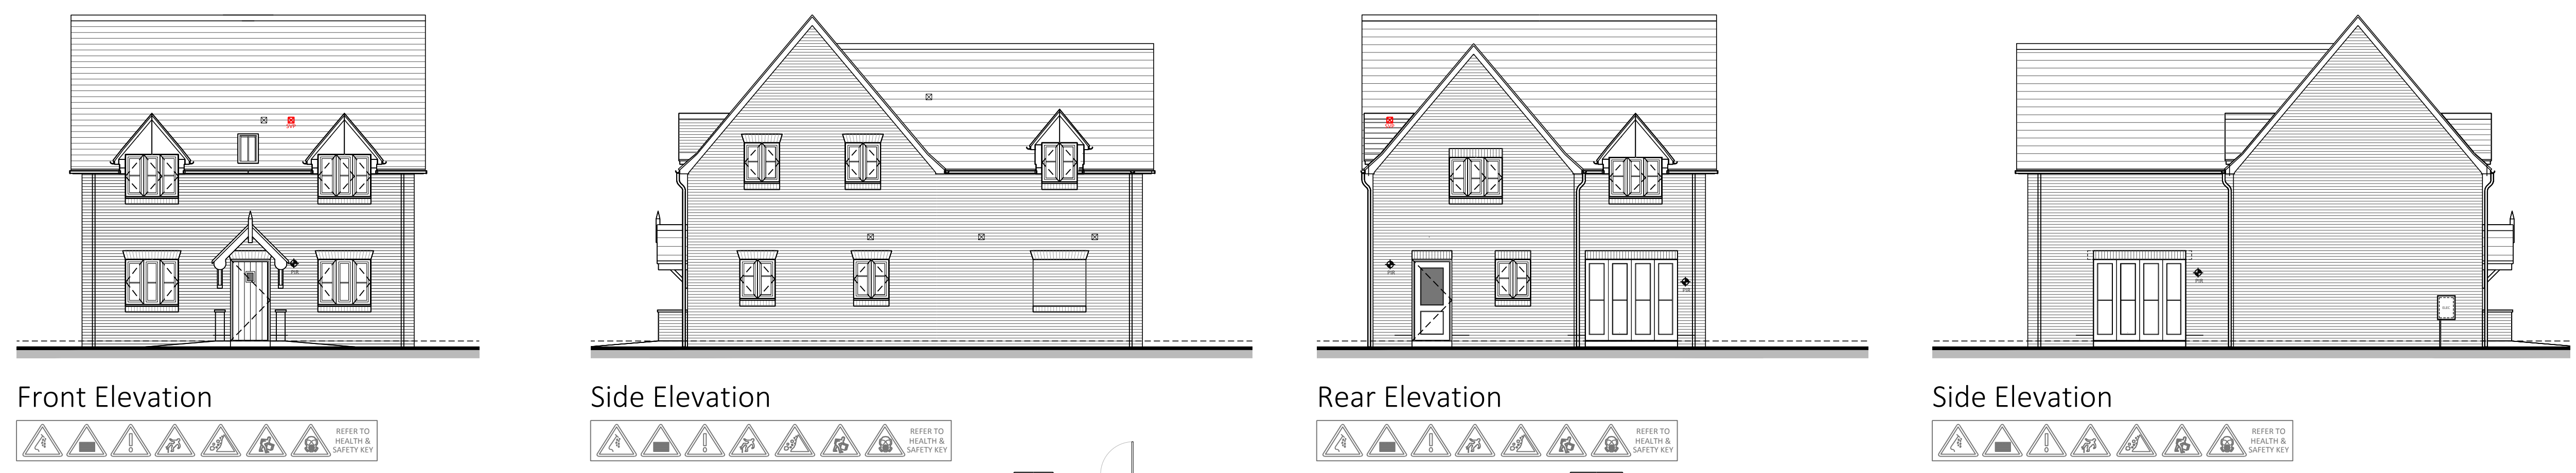 SVP
PIR
Front Elevation
REFER TO
HEALTH &
SAFETY KEY
Side Elevation
REFER TO
HEALTH &
SAFETY KEY
PIR
PIR
Rear Elevation
REFER TO
HEALTH &
SAFETY KEY
PIR
Side Elevation
REFER TO
HEALTH &
SAFETY KEY